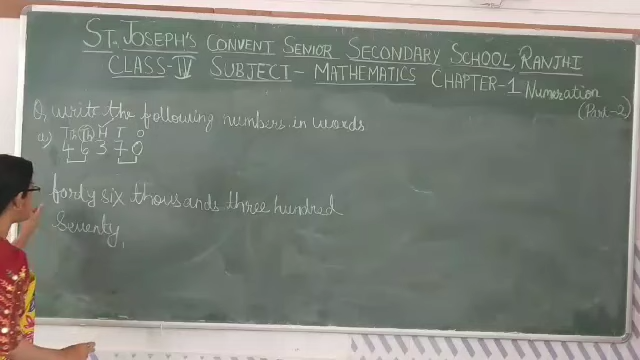 ST. JOSEPH'S CONVENT SENIOR SECONDARY SCHOOL, RANJHI
CLASS-IV SUBJECT- MATHEMATICS CHAPTER-1 Numeration
(Part-2)
Q, write the following numbers in words
a) TTh Th H T O
4 6 3 7 0
forty six thousands three hundred
Seventy,